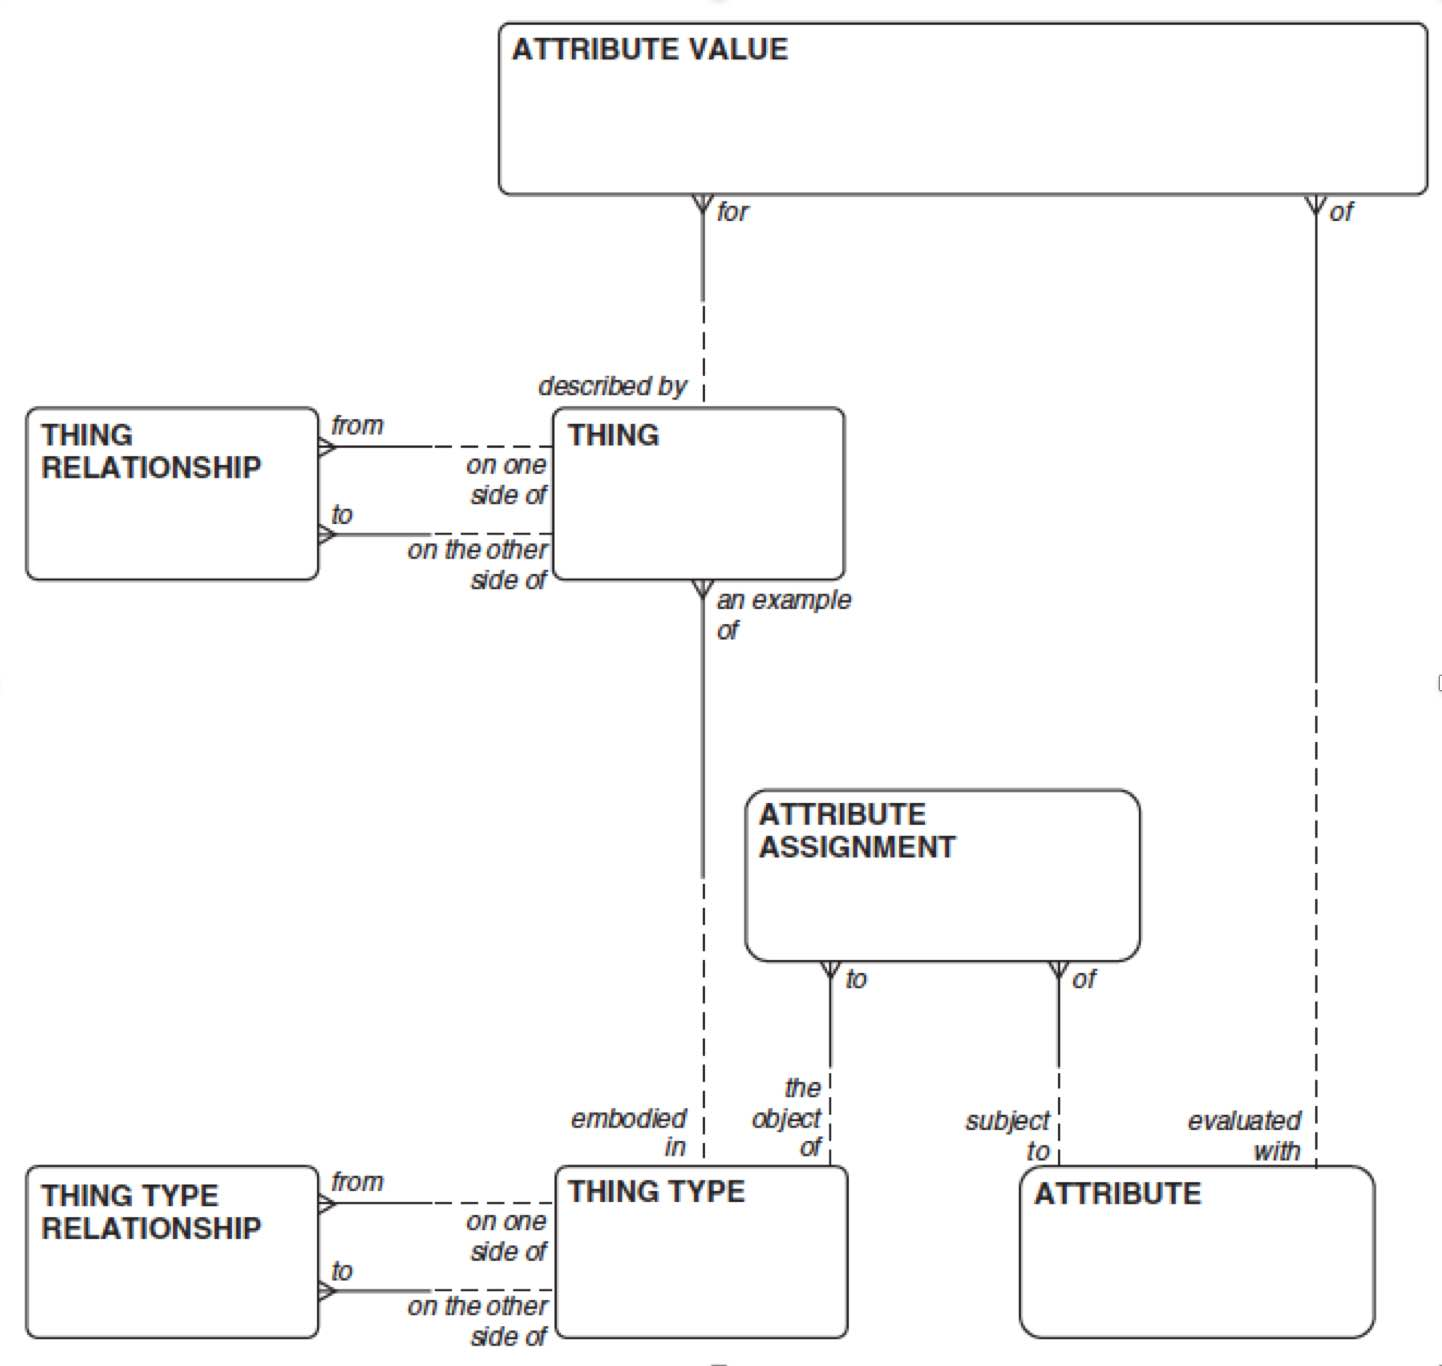 ATTRIBUTE VALUE
for
of
described by
THING
RELATIONSHIP
from
to
on one
side of
on the other
side of
THING
an example
of
ATTRIBUTE
ASSIGNMENT
to
of
embodied
in
the
object
of
subject
to
evaluated
with
THING TYPE
RELATIONSHIP
from
to
on one
side of
on the other
side of
THING TYPE
ATTRIBUTE